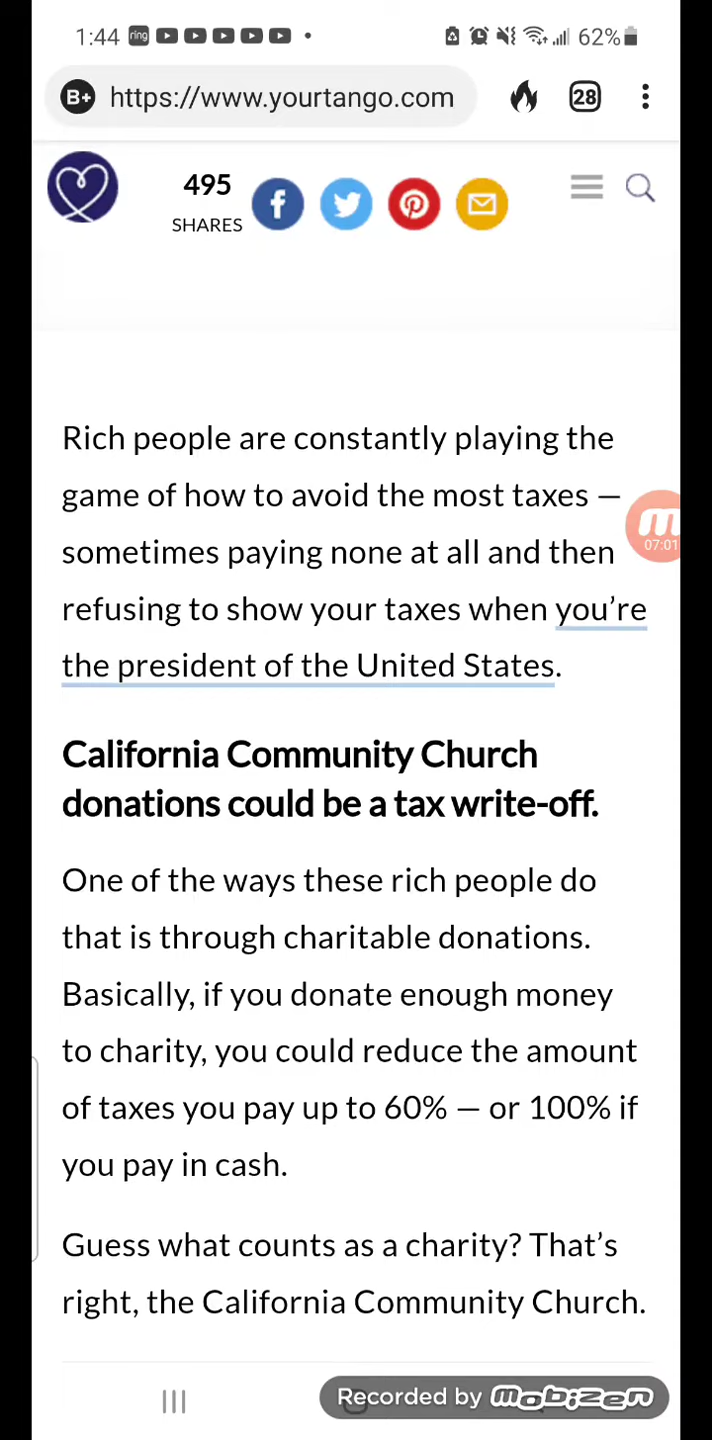 1:44 ring 62%
B+ https://www.yourtango.com 28
495
SHARES
Rich people are constantly playing the
game of how to avoid the most taxes —
sometimes paying none at all and then
07:01
refusing to show your taxes when you’re
the president of the United States.
California Community Church
donations could be a tax write-off.
One of the ways these rich people do
that is through charitable donations.
Basically, if you donate enough money
to charity, you could reduce the amount
of taxes you pay up to 60% — or 100% if
you pay in cash.
Guess what counts as a charity? That’s
right, the California Community Church.
Recorded by mobizen